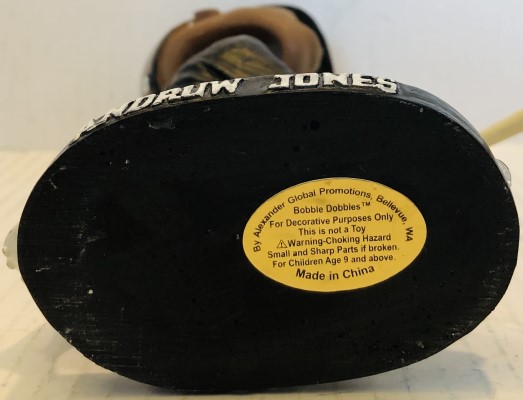 ANDRUW JONES
By Alexander Global Promotions, Bellevue, WA
Bobbie Dobbles™
For Decorative Purposes Only
This is not a Toy
⚠Warning-Choking Hazard
Small and Sharp Parts if broken.
For Children Age 9 and above.
Made in China